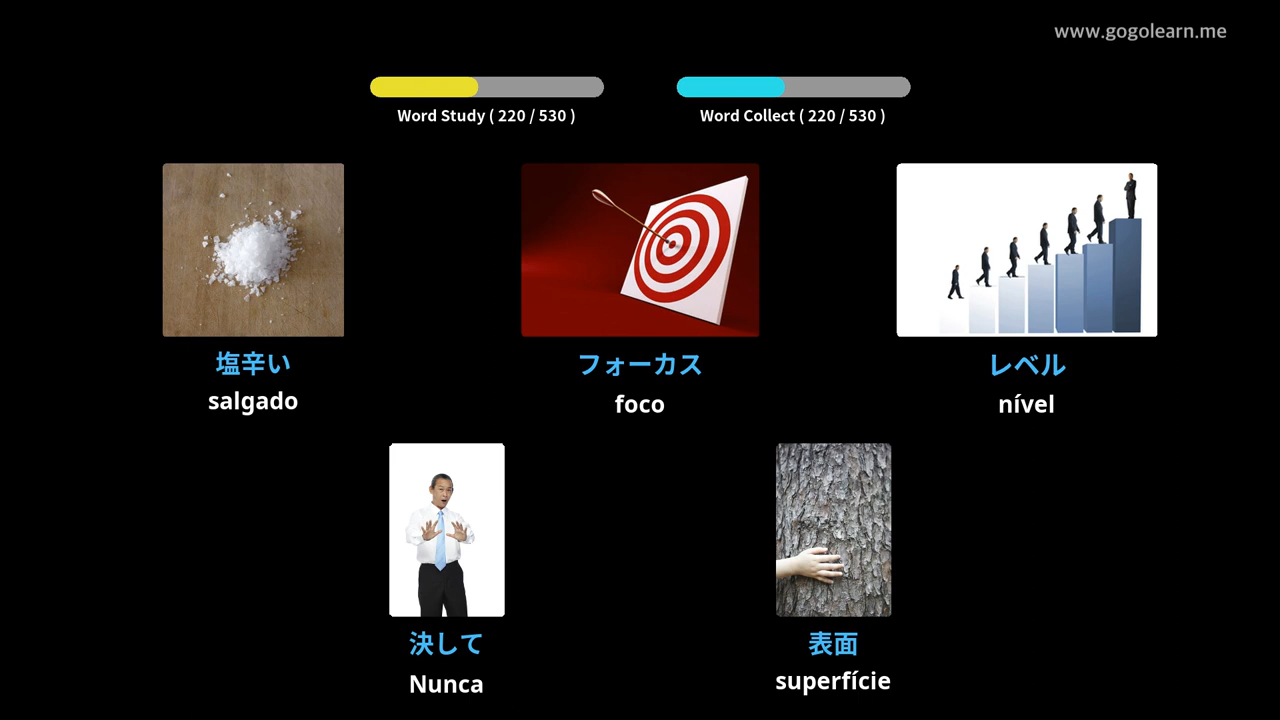 www.gogolearn.me
Word Study ( 220 / 530 )
Word Collect ( 220 / 530 )
塩辛い
salgado
フォーカス
foco
レベル
nível
決して
Nunca
表面
superfície